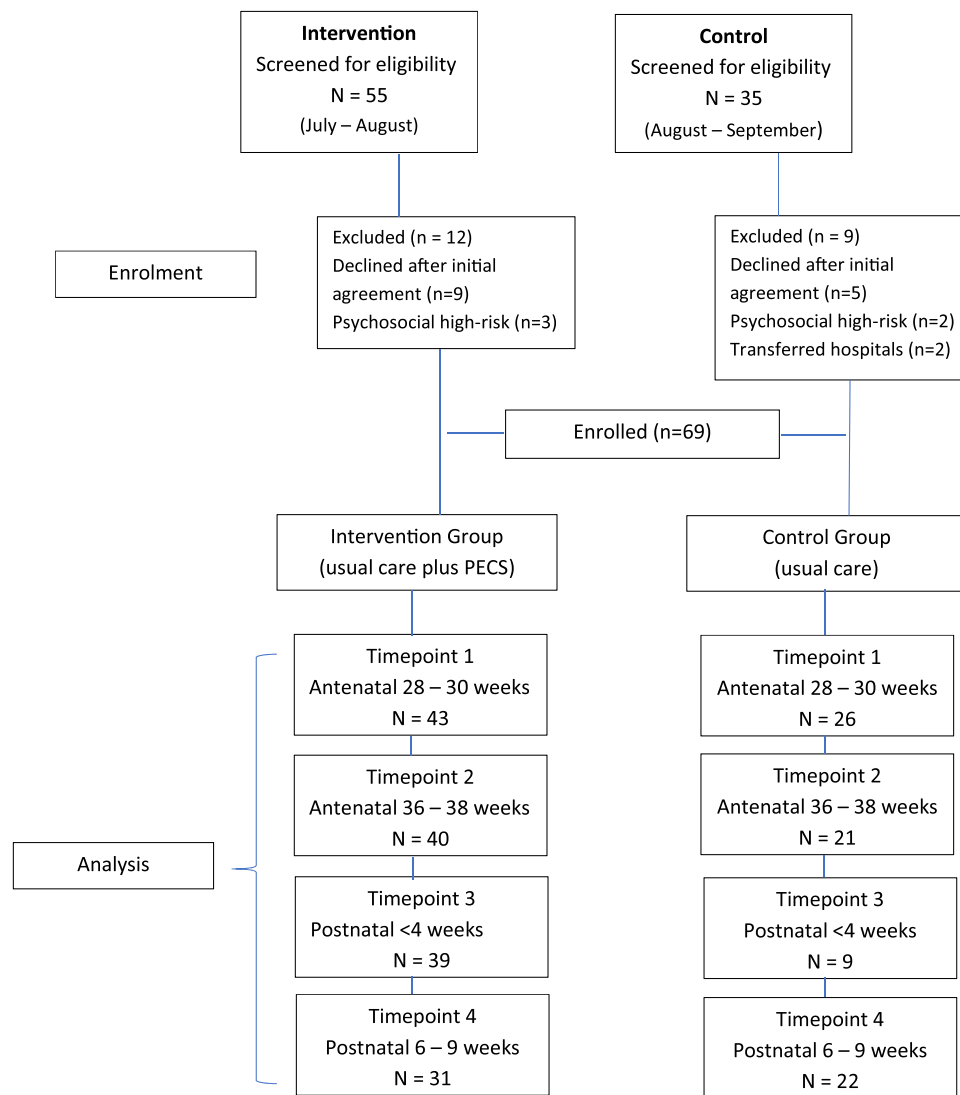 Intervention
Screened for eligibility
N = 55
(July – August)
Control
Screened for eligibility
N = 35
(August – September)
Enrolment
Excluded (n = 12)
Declined after initial
agreement (n=9)
Psychosocial high-risk (n=3)
Excluded (n = 9)
Declined after initial
agreement (n=5)
Psychosocial high-risk (n=2)
Transferred hospitals (n=2)
Enrolled (n=69)
Intervention Group
(usual care plus PECS)
Control Group
(usual care)
Analysis
Timepoint 1
Antenatal 28 – 30 weeks
N = 43
Timepoint 1
Antenatal 28 – 30 weeks
N = 26
Timepoint 2
Antenatal 36 – 38 weeks
N = 40
Timepoint 2
Antenatal 36 – 38 weeks
N = 21
Timepoint 3
Postnatal <4 weeks
N = 39
Timepoint 3
Postnatal <4 weeks
N = 9
Timepoint 4
Postnatal 6 – 9 weeks
N = 31
Timepoint 4
Postnatal 6 – 9 weeks
N = 22